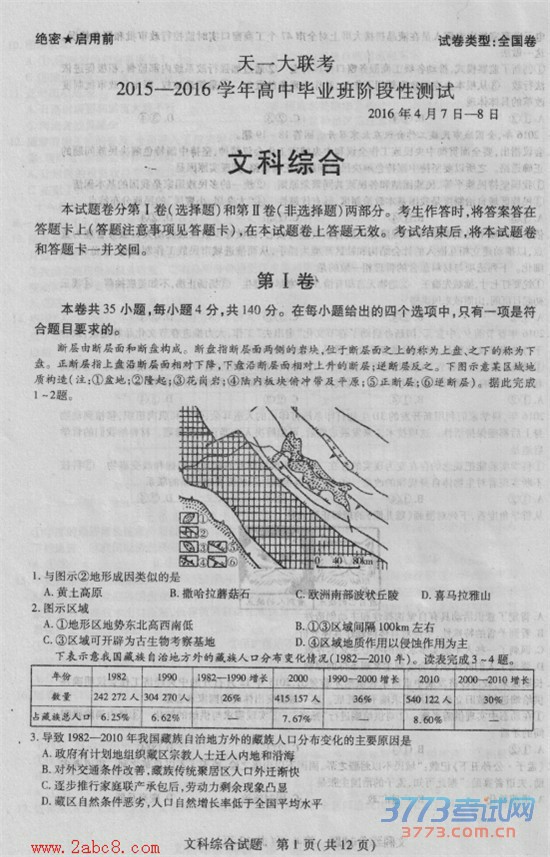 绝密★启用前
试卷类型:全国卷
天一大联考
2015—2016学年高中毕业班阶段性测试
2016年4月7日—8日
文科综合
本试题卷分第Ⅰ卷(选择题)和第Ⅱ卷(非选择题)两部分。考生作答时,将答案答在
答题卡上(答题注意事项见答题卡),在本试题卷上答题无效。考试结束后,将本试题卷
和答题卡一并交回。
第Ⅰ卷
本卷共35小题,每小题4分,共140分。在每小题给出的四个选项中,只有一项是符
合题目要求的。
断层由断层面和断盘构成。断盘指断层面两侧的岩块,位于断层面之上的称为上盘,之下的称为下
盘。正断层指上盘沿断层面相对下降,下盘沿断层面相对上升的断层;逆断层反之。下图示意某区域地
质构造(注:①盆地;②隆起;③花岗岩;④陆内板块俯冲带及平原;⑤正断层;⑥逆断层)。据此完成
1~2题。
①
②
③
⑤
④
⑥
0 40 80km
1.与图示②地形成因类似的是
A.黄土高原 B.撒哈拉蘑菇石 C.欧洲南部波状丘陵 D.喜马拉雅山
2.图示区域
A.①地形区地势东北高西南低 B.①③区域间隔100km左右
C.③区域可开辟为古生物考察基地 D.④区域地质作用以侵蚀作用为主
下表示意我国藏族自治地方外的藏族人口分布变化情况(1982—2010年)。读表完成3~4题。
年份 1982 1990 1982—1990增长 2000 1990—2000增长 2010 2000—2010增长
数量 242 272人 304 270人 26% 415 157人 36% 540 122人 30%
占藏族总人口 6.25% 6.62% 7.67% 8.60%
3.导致1982—2010年我国藏族自治地方外的藏族人口分布变化的主要原因是
A.政府有计划地组织藏区宗教人士迁入内地和沿海
B.对外交通条件改善,藏族传统聚居区人口外迁渐快
C.逐步推行家庭联产承包后,劳动力剩余现象凸显
D.藏区自然条件恶劣,人口自然增长率低于全国平均水平
文科综合试题 第1页(共12页)
www.2abc8.com
3773考试网
www.3773.com.cn